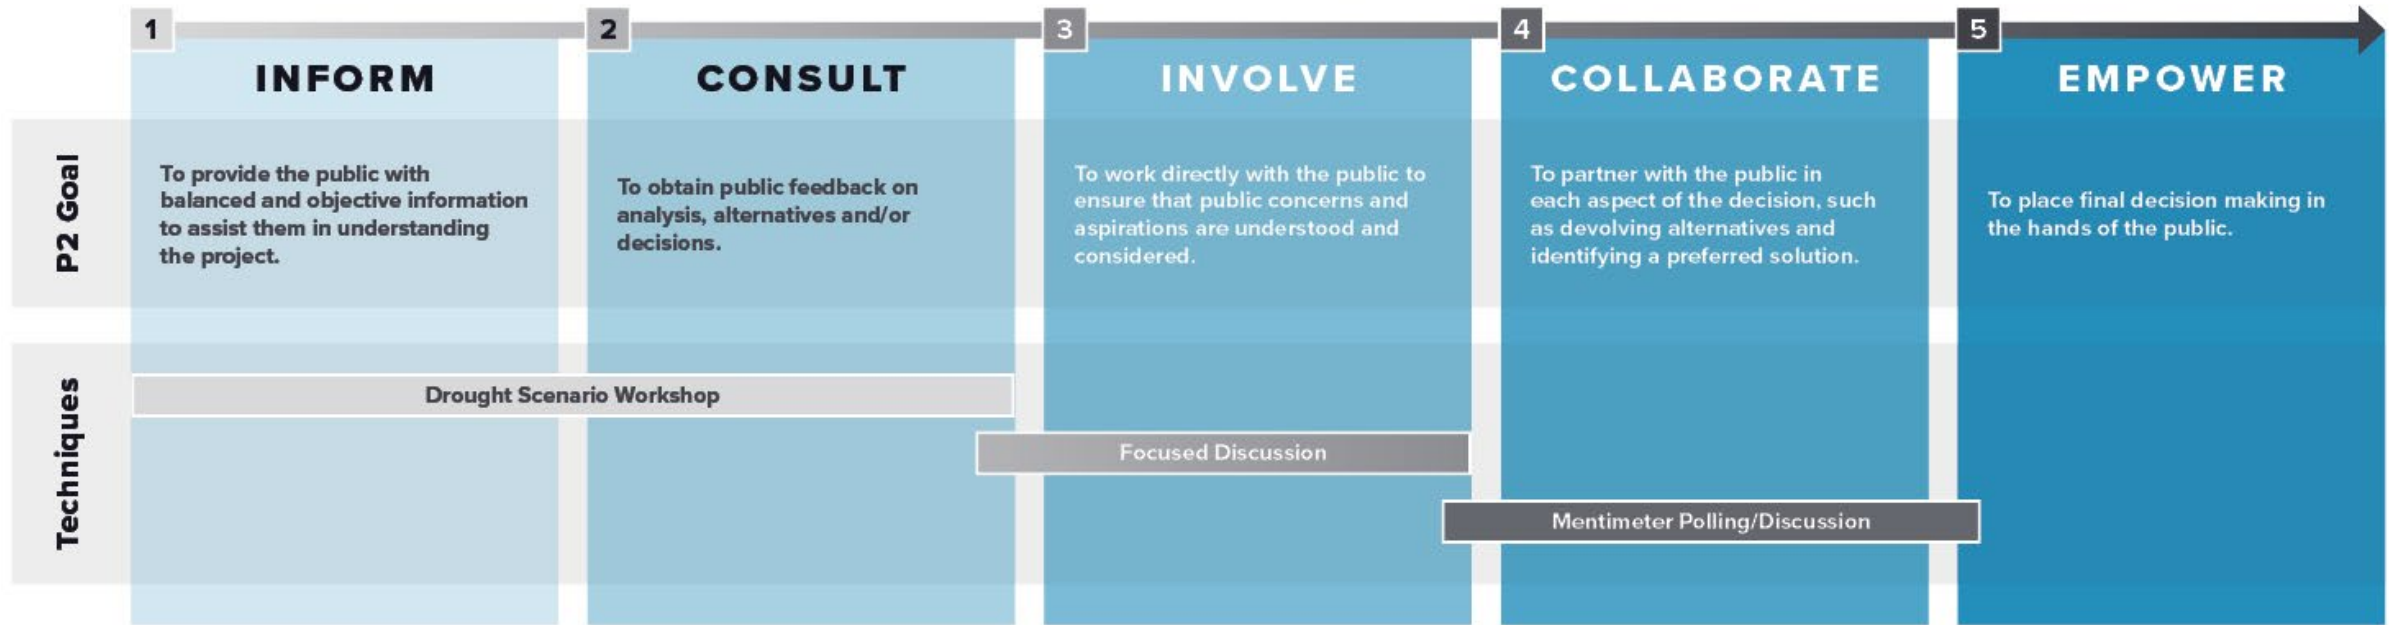 1
INFORM
2
CONSULT
3
INVOLVE
4
COLLABORATE
5
EMPOWER
P2 Goal
To provide the public with
balanced and objective information
to assist them in understanding
the project.
To obtain public feedback on
analysis, alternatives and/or
decisions.
To work directly with the public to
ensure that public concerns and
aspirations are understood and
considered.
To partner with the public in
each aspect of the decision, such
as devolving alternatives and
identifying a preferred solution.
To place final decision making in
the hands of the public.
Techniques
Drought Scenario Workshop
Focused Discussion
Mentimeter Polling/Discussion